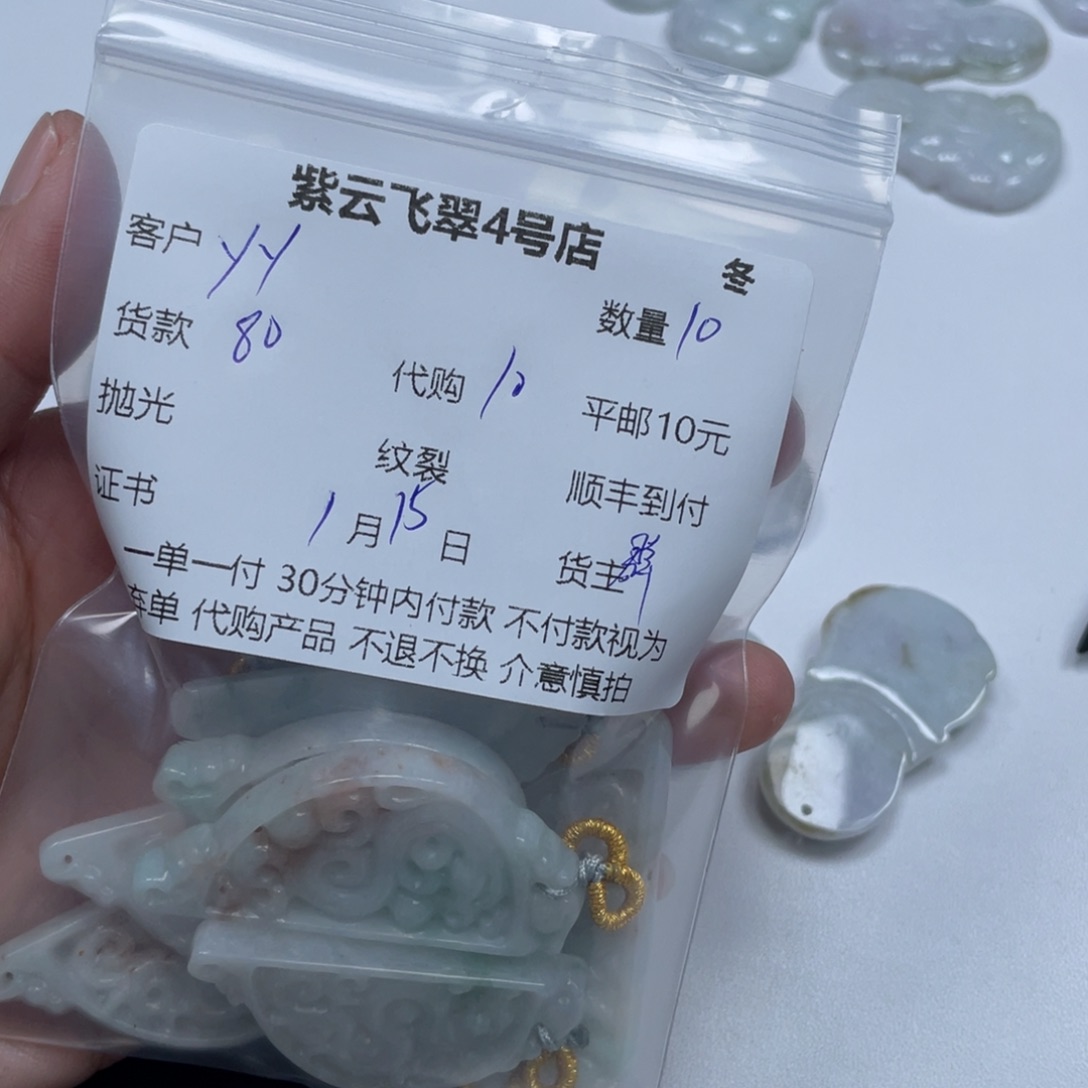 紫云飞翠4号店
冬
客户 yy
数量 10
货款 80
代购 10
平邮10元
抛光
纹裂
顺丰到付
证书
1月15日
货主
一单一付 30分钟内付款 不付款视为
弃单 代购产品 不退不换 介意慎拍